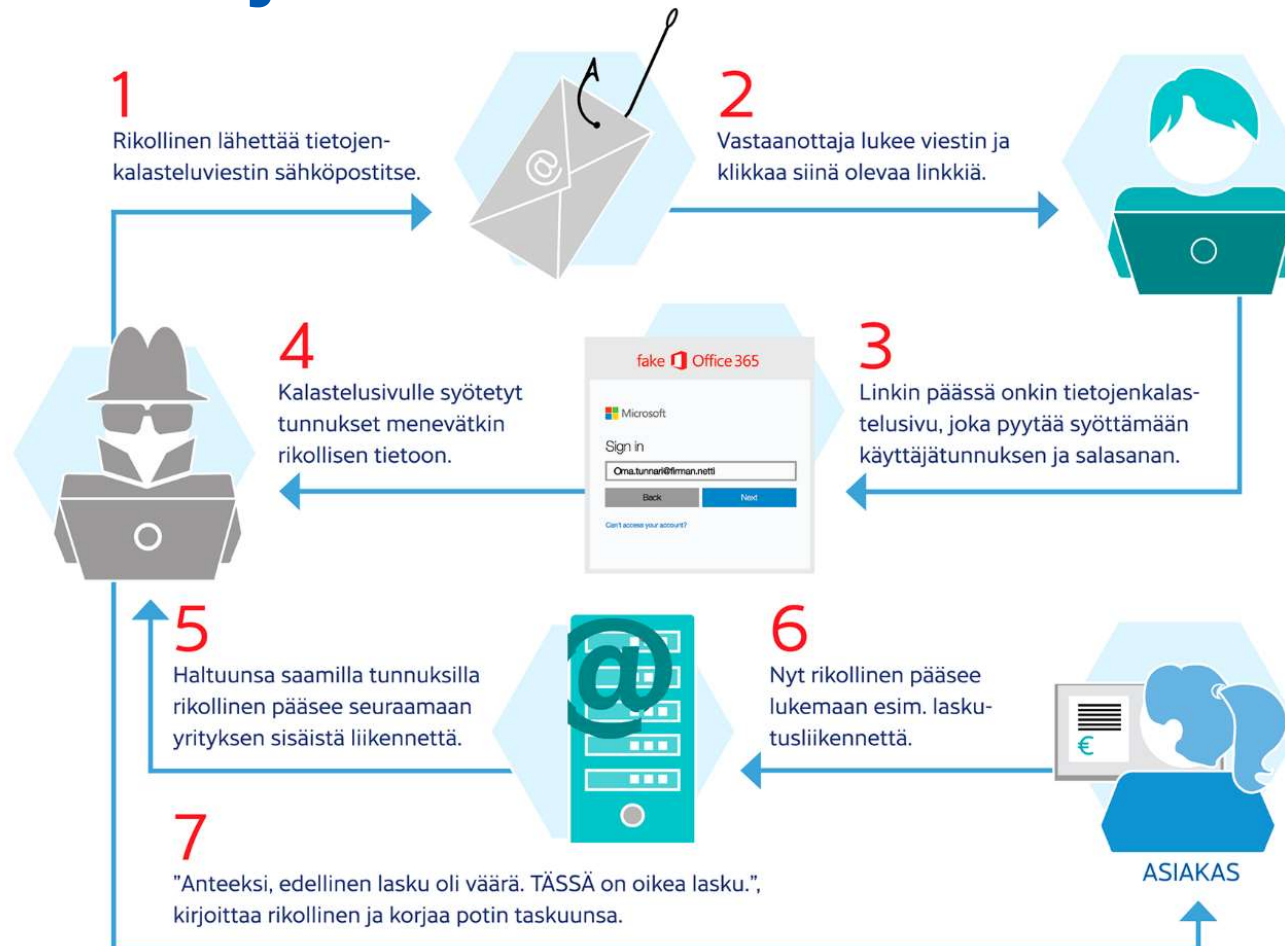 1
Rikollinen lähettää tietojen-
kalasteluviestin sähköpostitse.
@
2
Vastaanottaja lukee viestin ja
klikkaa siinä olevaa linkkiä.
3
Linkin päässä onkin tietojenkalas-
telusivu, joka pyytää syöttämään
käyttäjätunnuksen ja salasanan.
fake Office 365
Microsoft
Sign in
Oma.tunnari@firman.netti
Back Next
Can't access your account?
4
Kalastelusivulle syötetyt
tunnukset menevätkin
rikollisen tietoon.
5
Haltuunsa saamilla tunnuksilla
rikollinen pääsee seuraamaan
yrityksen sisäistä liikennettä.
@
6
Nyt rikollinen pääsee
lukemaan esim. lasku-
tusliikennettä.
€
ASIAKAS
7
"Anteeksi, edellinen lasku oli väärä. TÄSSÄ on oikea lasku.",
kirjoittaa rikollinen ja korjaa potin taskuunsa.